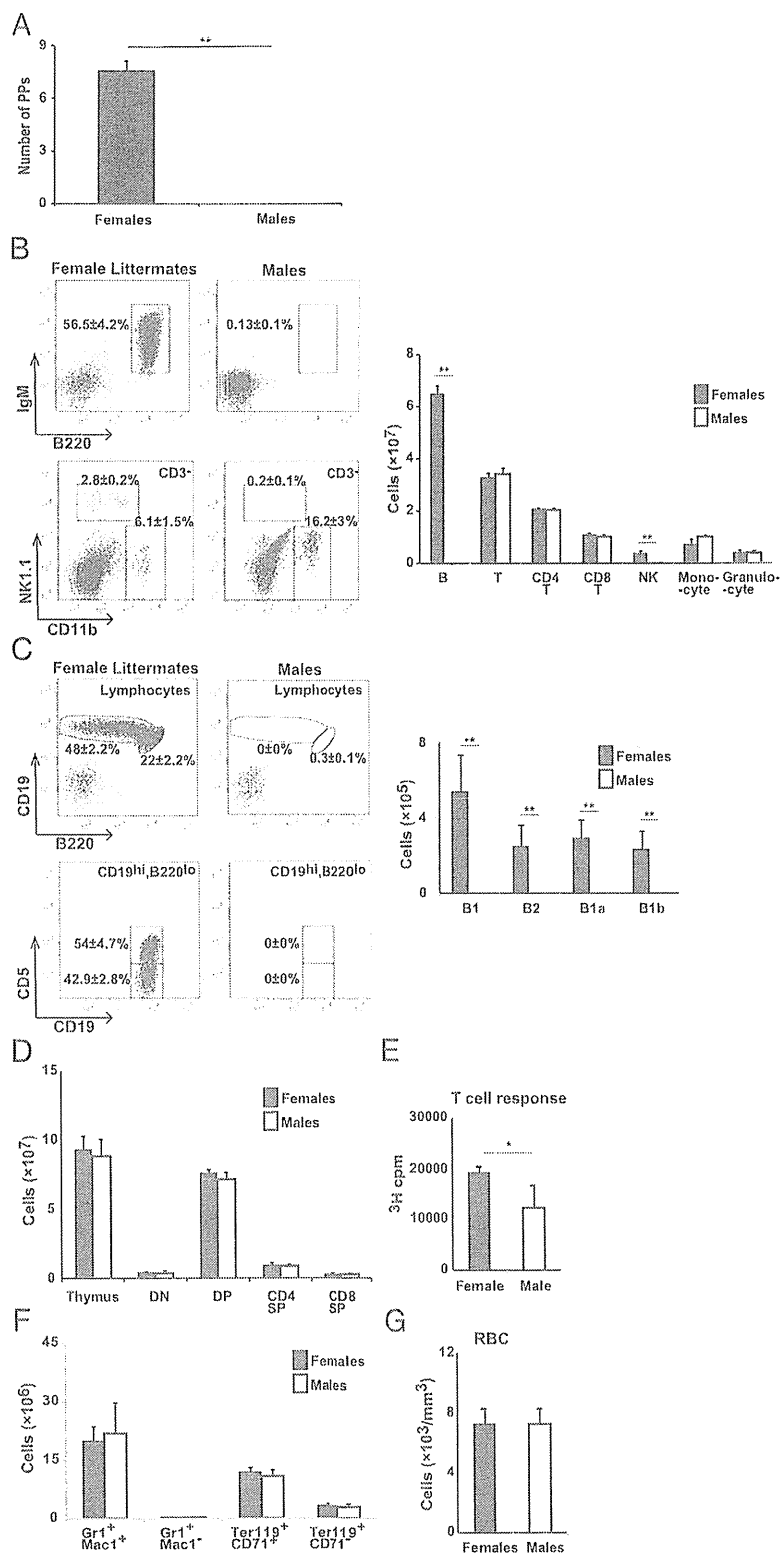 A
**
9
6
3
0
Number of PPs
Females Males
B
Female Littermates Males
56.5±4.2%
0.13±0.1%
IgM
B220
CD3-
2.8±0.2%
6.1±1.5%
CD3-
0.2±0.1%
16.2±3%
NK1.1
CD11b
8
6
4
2
0
Cells (×10⁷)
**
**
Females
Males
B T CD4 T CD8 T NK Mono- -cyte Granulo- -cyte
C
Female Littermates Males
Lymphocytes
48±2.2%
22±2.2%
Lymphocytes
0±0%
0.3±0.1%
CD19
B220
CD19hi,B220lo
54±4.7%
42.9±2.8%
CD19hi,B220lo
0±0%
0±0%
CD5
CD19
8
4
0
Cells (×10⁵)
**
**
**
**
Females
Males
B1 B2 B1a B1b
D
15
10
5
0
Cells (×10⁷)
Females
Males
Thymus DN DP CD4 SP CD8 SP
E
T cell response
30000
20000
10000
0
³H cpm
*
Female Male
F
45
30
15
0
Cells (×10⁶)
Females
Males
Gr1⁺ Mac1⁺ Gr1⁺ Mac1⁻ Ter119⁺ CD71⁺ Ter119⁺ CD71⁻
G
RBC
12
8
4
0
Cells (×10³/mm³)
Females Males